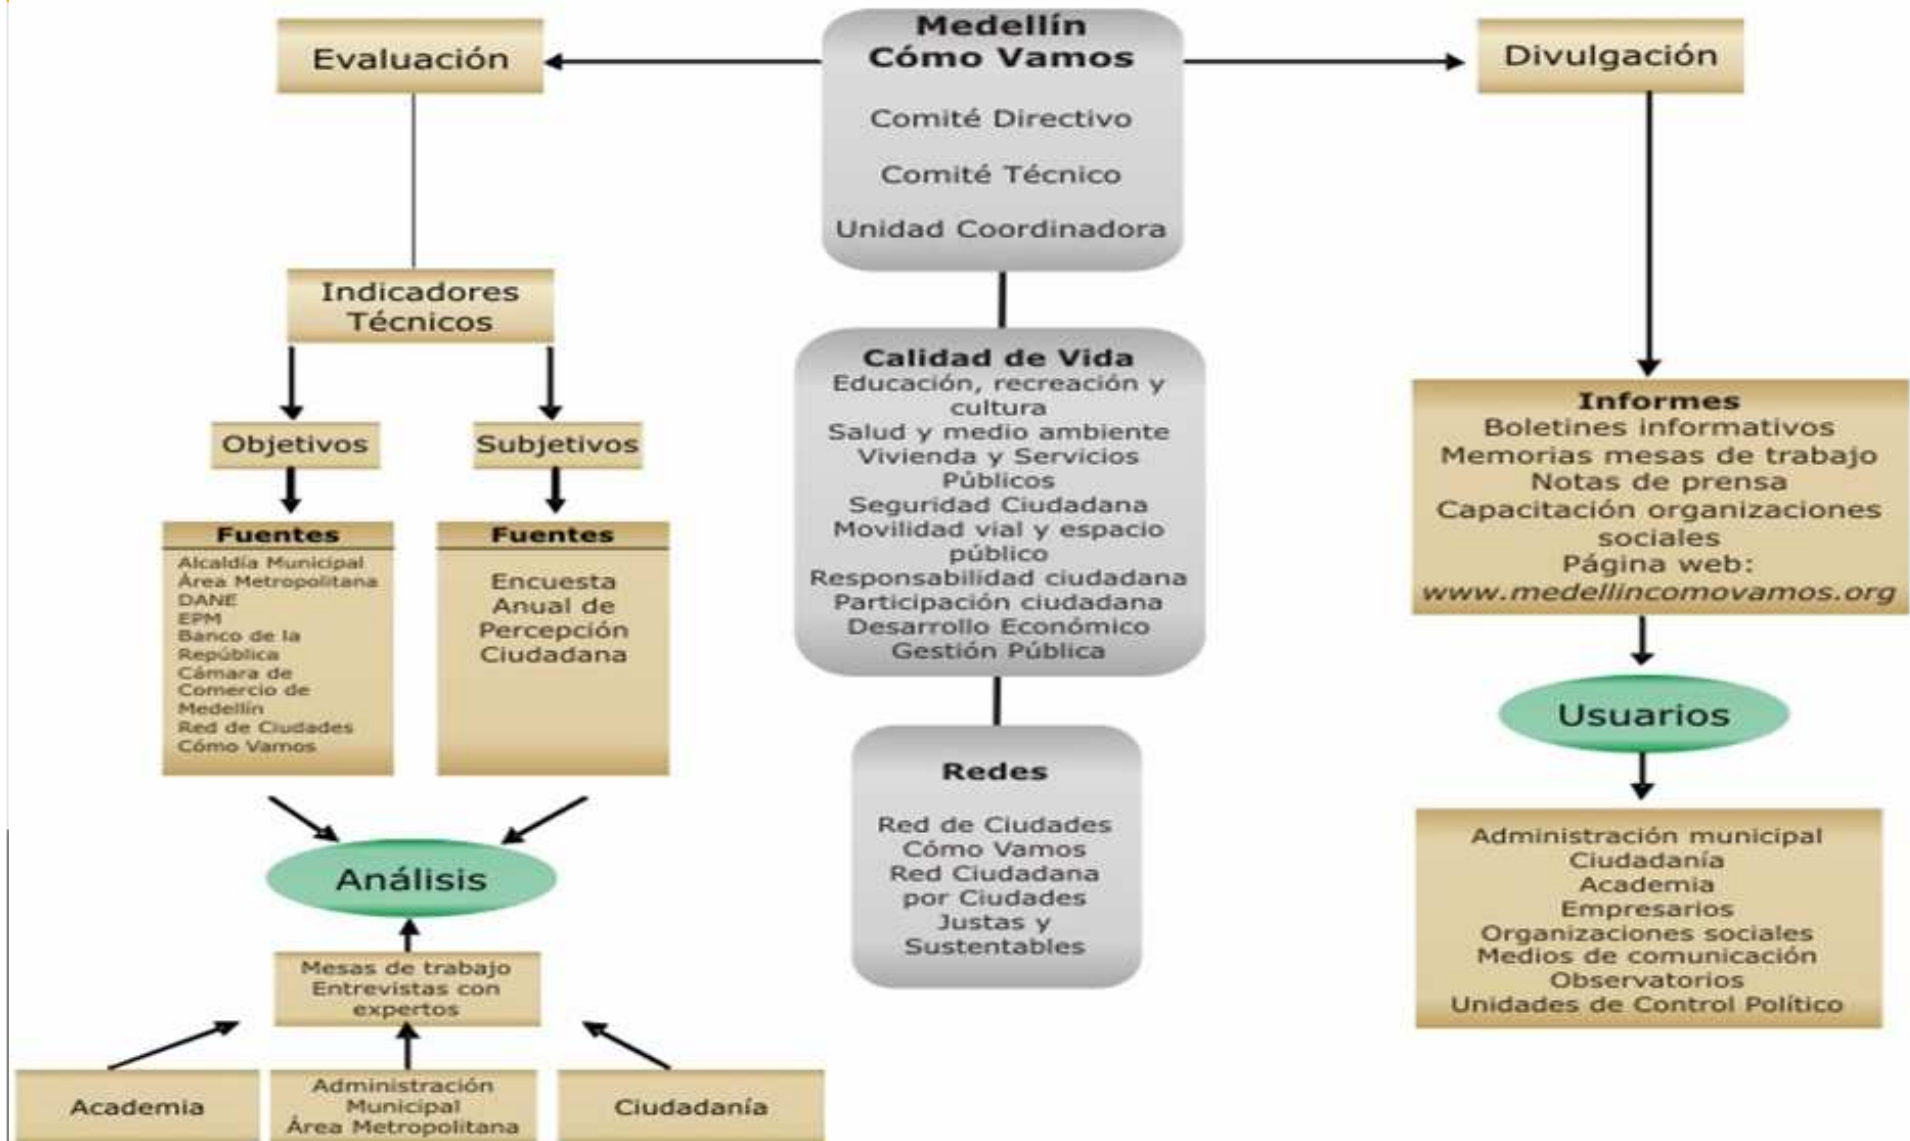 Medellín
Cómo Vamos
Comité Directivo
Comité Técnico
Unidad Coordinadora
Evaluación
Divulgación
Indicadores
Técnicos
Objetivos
Subjetivos
Fuentes
Alcaldía Municipal
Área Metropolitana
DANE
EPM
Banco de la
República
Cámara de
Comercio de
Medellín
Red de Ciudades
Cómo Vamos
Fuentes
Encuesta
Anual de
Percepción
Ciudadana
Análisis
Mesas de trabajo
Entrevistas con
expertos
Academia
Administración
Municipal
Área Metropolitana
Ciudadanía
Calidad de Vida
Educación, recreación y
cultura
Salud y medio ambiente
Vivienda y Servicios
Públicos
Seguridad Ciudadana
Movilidad vial y espacio
público
Responsabilidad ciudadana
Participación ciudadana
Desarrollo Económico
Gestión Pública
Redes
Red de Ciudades
Cómo Vamos
Red Ciudadana
por Ciudades
Justas y
Sustentables
Informes
Boletines informativos
Memorias mesas de trabajo
Notas de prensa
Capacitación organizaciones
sociales
Página web:
www.medellincomovamos.org
Usuarios
Administración municipal
Ciudadanía
Academia
Empresarios
Organizaciones sociales
Medios de comunicación
Observatorios
Unidades de Control Político